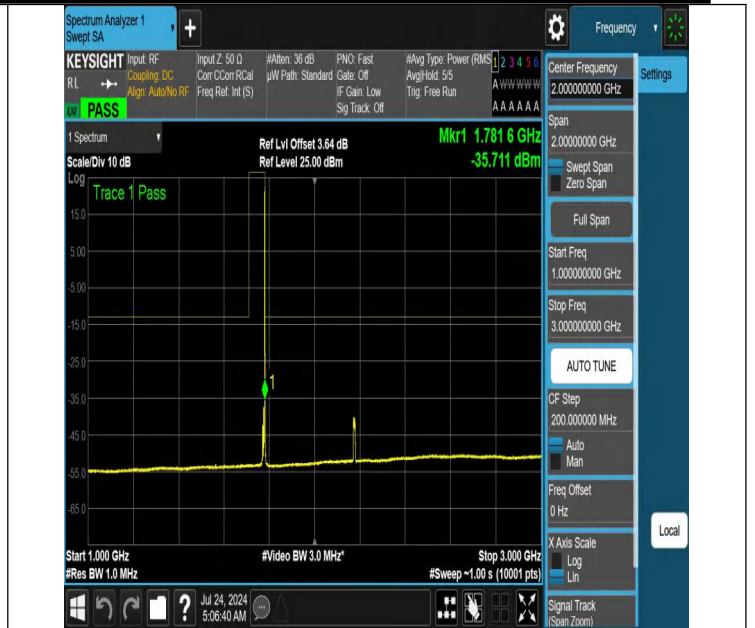 Spectrum Analyzer 1
Swept SA
+
Frequency
KEYSIGHT
RL
PASS
Input: RF
Coupling: DC
Align: Auto/No RF
Input Z: 50 Ω
Corr CCorr RCal
Freq Ref: Int (S)
#Atten: 36 dB
µW Path: Standard
PNO: Fast
Gate: Off
IF Gain: Low
Sig Track: Off
#Avg Type: Power (RMS
Avg|Hold: 5/5
Trig: Free Run
1 2 3 4 5 6
A W W W W W
A A A A A A
1 Spectrum
Scale/Div 10 dB
Ref Lvl Offset 3.64 dB
Ref Level 25.00 dBm
Mkr1 1.781 6 GHz
-35.711 dBm
Log
Trace 1 Pass
15.0
5.00
-5.00
-15.0
-25.0
-35.0
-45.0
-55.0
-65.0
1
Start 1.000 GHz
#Res BW 1.0 MHz
#Video BW 3.0 MHz*
Stop 3.000 GHz
#Sweep ~1.00 s (10001 pts)
Center Frequency
2.000000000 GHz
Span
2.00000000 GHz
Swept Span
Zero Span
Full Span
Start Freq
1.000000000 GHz
Stop Freq
3.000000000 GHz
AUTO TUNE
CF Step
200.000000 MHz
Auto
Man
Freq Offset
0 Hz
X Axis Scale
Log
Lin
Signal Track
(Span Zoom)
Settings
Local
?
Jul 24, 2024
5:06:40 AM